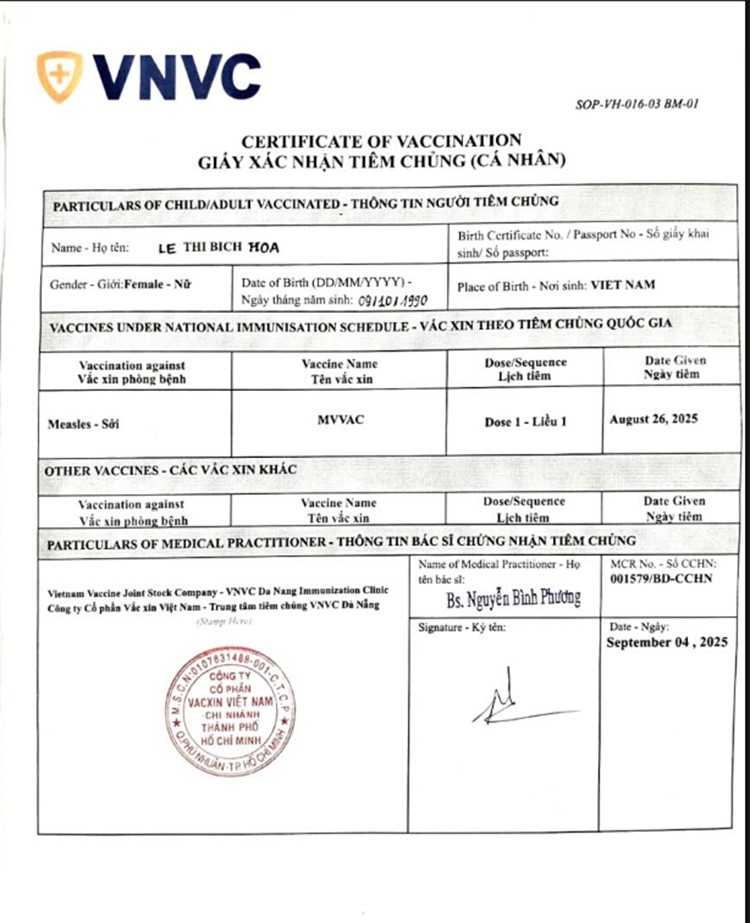 VNVC
SOP-VH-016-03 BM-01
CERTIFICATE OF VACCINATION
GIẤY XÁC NHẬN TIÊM CHỦNG (CÁ NHÂN)
PARTICULARS OF CHILD/ADULT VACCINATED - THÔNG TIN NGƯỜI TIÊM CHỦNG
Name - Họ tên: LE THI BICH HOA
Birth Certificate No. / Passport No - Số giấy khai
sinh/ Số passport:
Gender - Giới:Female - Nữ
Date of Birth (DD/MM/YYYY) -
Ngày tháng năm sinh: 09/10/1990
Place of Birth - Nơi sinh: VIET NAM
VACCINES UNDER NATIONAL IMMUNISATION SCHEDULE - VẮC XIN THEO TIÊM CHỦNG QUỐC GIA
Vaccination against
Vắc xin phòng bệnh
Vaccine Name
Tên vắc xin
Dose/Sequence
Lịch tiêm
Date Given
Ngày tiêm
Measles - Sởi
MVVAC
Dose 1 - Liều 1
August 26, 2025
OTHER VACCINES - CÁC VẮC XIN KHÁC
Vaccination against
Vắc xin phòng bệnh
Vaccine Name
Tên vắc xin
Dose/Sequence
Lịch tiêm
Date Given
Ngày tiêm
PARTICULARS OF MEDICAL PRACTITIONER - THÔNG TIN BÁC SĨ CHỨNG NHẬN TIÊM CHỦNG
Vietnam Vaccine Joint Stock Company - VNVC Da Nang Immunization Clinic
Công ty Cổ phần Vắc xin Việt Nam - Trung tâm tiêm chủng VNVC Đà Nẵng
(Stamp Here)
M.S.C.N:0107631488-001-C.T.C.P
CÔNG TY
CỔ PHẦN
VACXIN VIỆT NAM
-CHI NHÁNH
THÀNH PHỐ
HỒ CHÍ MINH
Q.PHÚ NHUẬN-TP.HỒ CHÍ MINH
Name of Medical Practitioner - Họ
tên bác sĩ:
Bs. Nguyễn Bình Phương
MCR No. - Số CCHN:
001579/BD-CCHN
Signature - Ký tên:
Date - Ngày:
September 04 , 2025